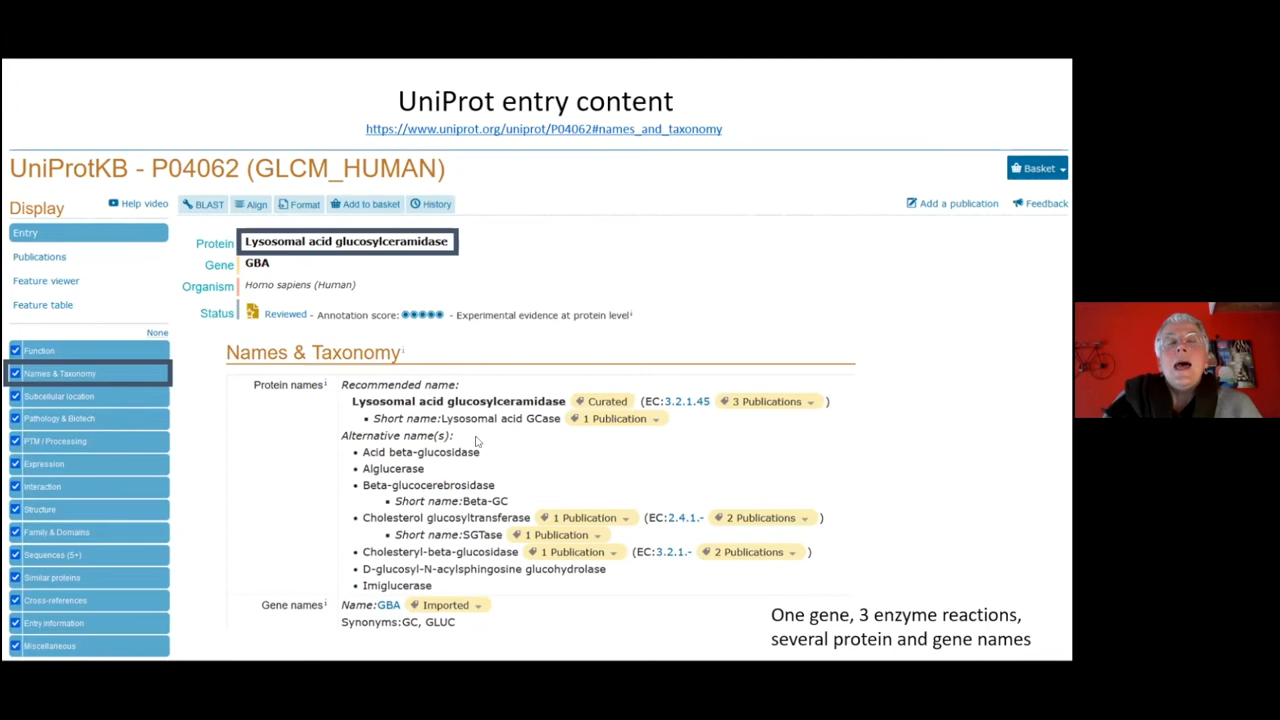 UniProt entry content
https://www.uniprot.org/uniprot/P04062#names_and_taxonomy
UniProtKB - P04062 (GLCM_HUMAN)
Basket
Display
Help video
BLAST
Align
Format
Add to basket
History
Add a publication
Feedback
Entry
Publications
Feature viewer
Feature table
None
Function
Names & Taxonomy
Subcellular location
Pathology & Biotech
PTM / Processing
Expression
Interaction
Structure
Family & Domains
Sequences (5+)
Similar proteins
Cross-references
Entry information
Miscellaneous
Protein Lysosomal acid glucosylceramidase
Gene GBA
Organism Homo sapiens (Human)
Status Reviewed - Annotation score: - Experimental evidence at protein level i
Names & Taxonomy i
Protein names i Recommended name:
Lysosomal acid glucosylceramidase Curated (EC:3.2.1.45 3 Publications )
• Short name:Lysosomal acid GCase 1 Publication
Alternative name(s):
• Acid beta-glucosidase
• Alglucerase
• Beta-glucocerebrosidase
• Short name:Beta-GC
• Cholesterol glucosyltransferase 1 Publication (EC:2.4.1.- 2 Publications )
• Short name:SGTase 1 Publication
• Cholesteryl-beta-glucosidase 1 Publication (EC:3.2.1.- 2 Publications )
• D-glucosyl-N-acylsphingosine glucohydrolase
• Imiglucerase
Gene names i Name:GBA Imported
Synonyms:GC, GLUC
One gene, 3 enzyme reactions,
several protein and gene names